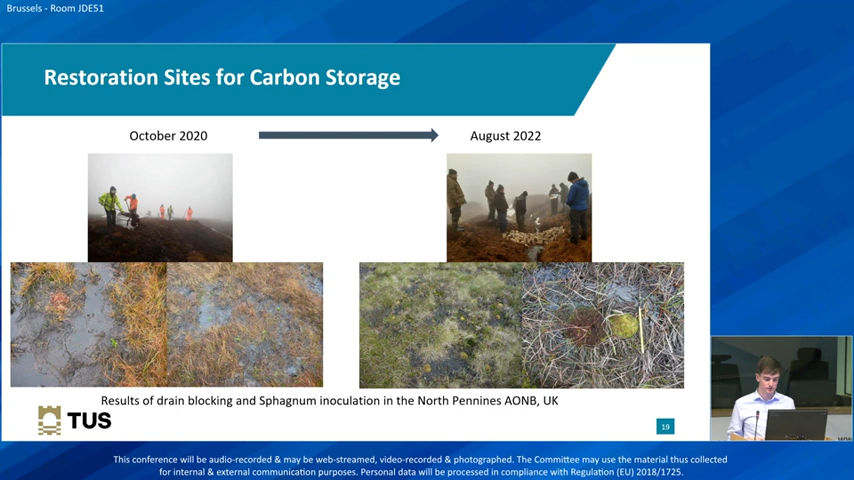 Brussels - Room JDE51
Restoration Sites for Carbon Storage
October 2020
August 2022
Results of drain blocking and Sphagnum inoculation in the North Pennines AONB, UK
TUS
19
This conference will be audio-recorded & may be web-streamed, video-recorded & photographed. The Committee may use the material thus collected
for internal & external communication purposes. Personal data will be processed in compliance with Regulation (EU) 2018/1725.